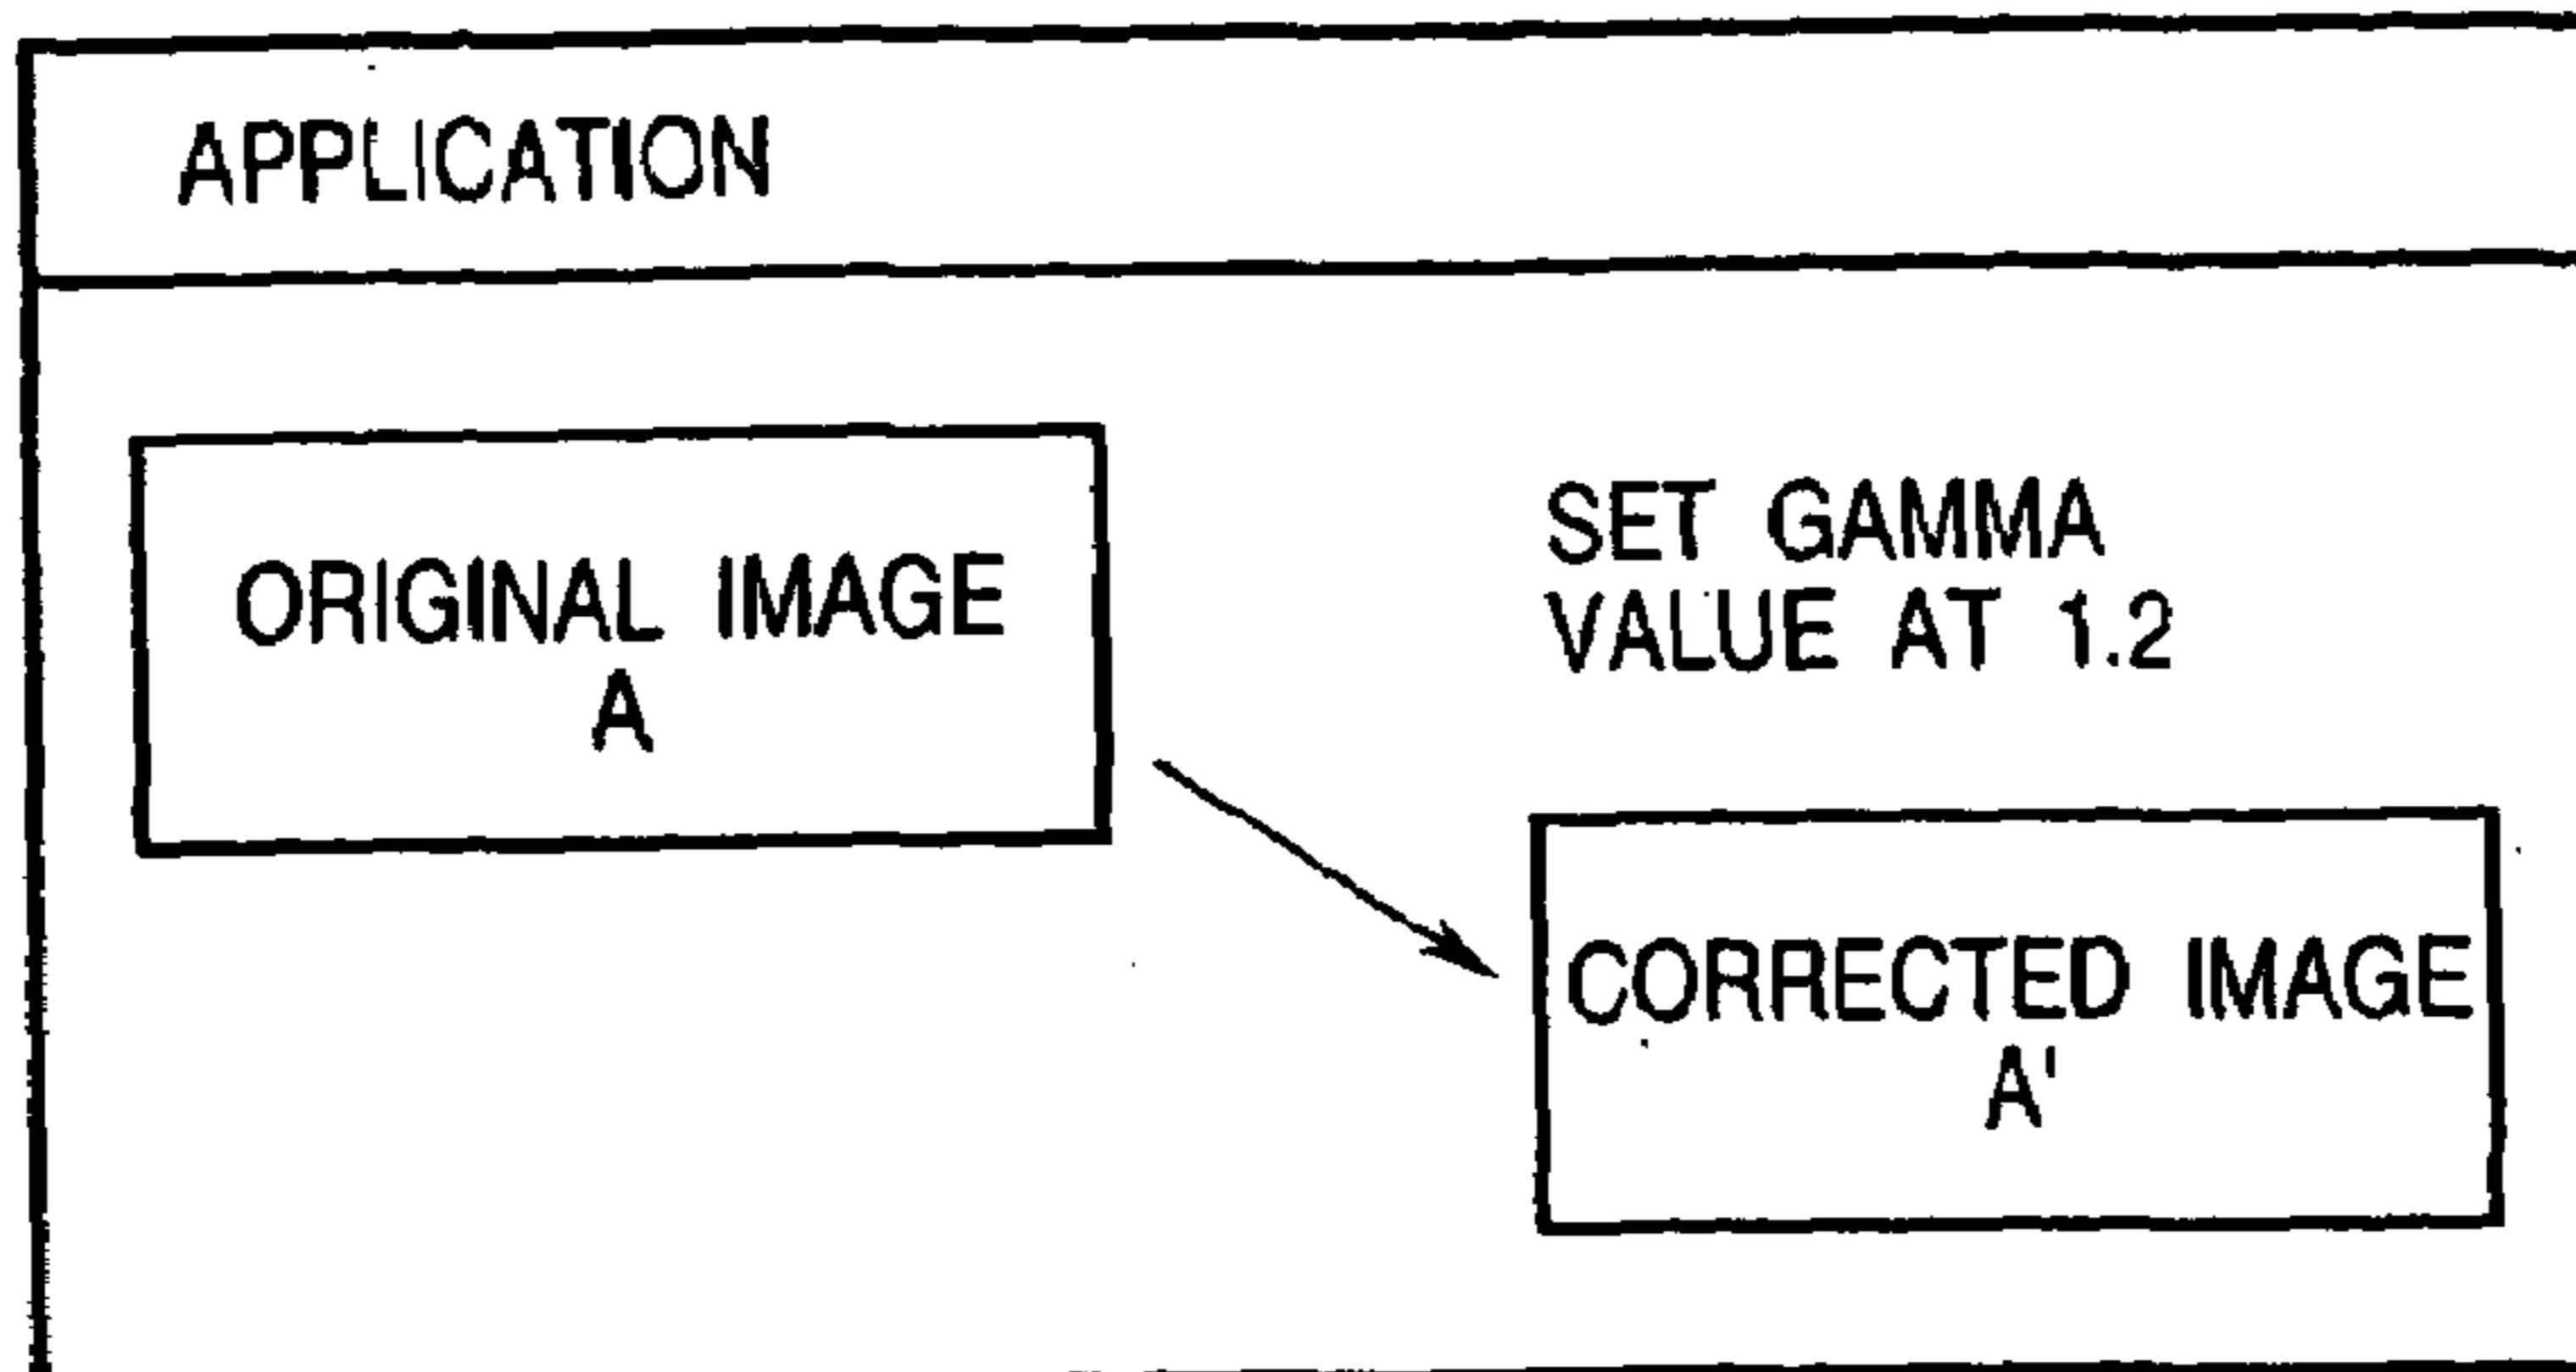 APPLICATION
ORIGINAL IMAGE
A
SET GAMMA
VALUE AT 1.2
CORRECTED IMAGE
A'